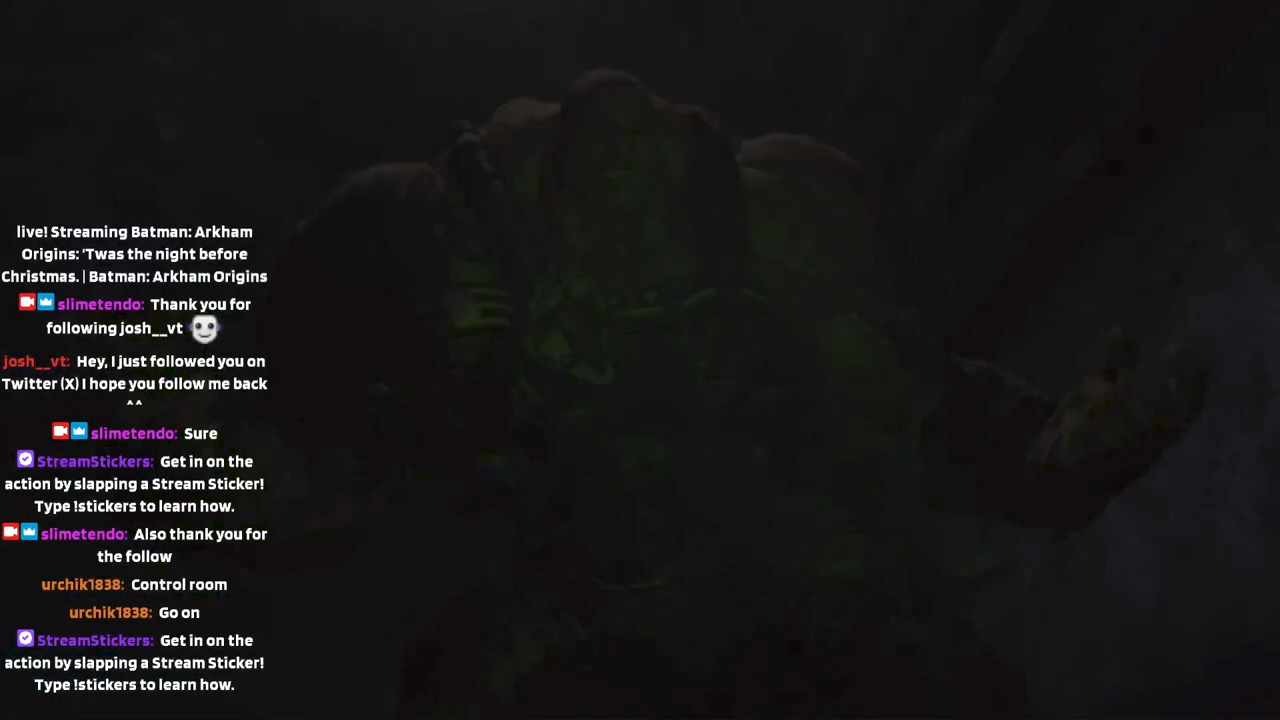 live! Streaming Batman: Arkham
Origins: 'Twas the night before
Christmas. | Batman: Arkham Origins
slimetendo: Thank you for
following josh__vt
josh__vt: Hey, I just followed you on
Twitter (X) I hope you follow me back
^^
slimetendo: Sure
StreamStickers: Get in on the
action by slapping a Stream Sticker!
Type !stickers to learn how.
slimetendo: Also thank you for
the follow
urchik1838: Control room
urchik1838: Go on
StreamStickers: Get in on the
action by slapping a Stream Sticker!
Type !stickers to learn how.